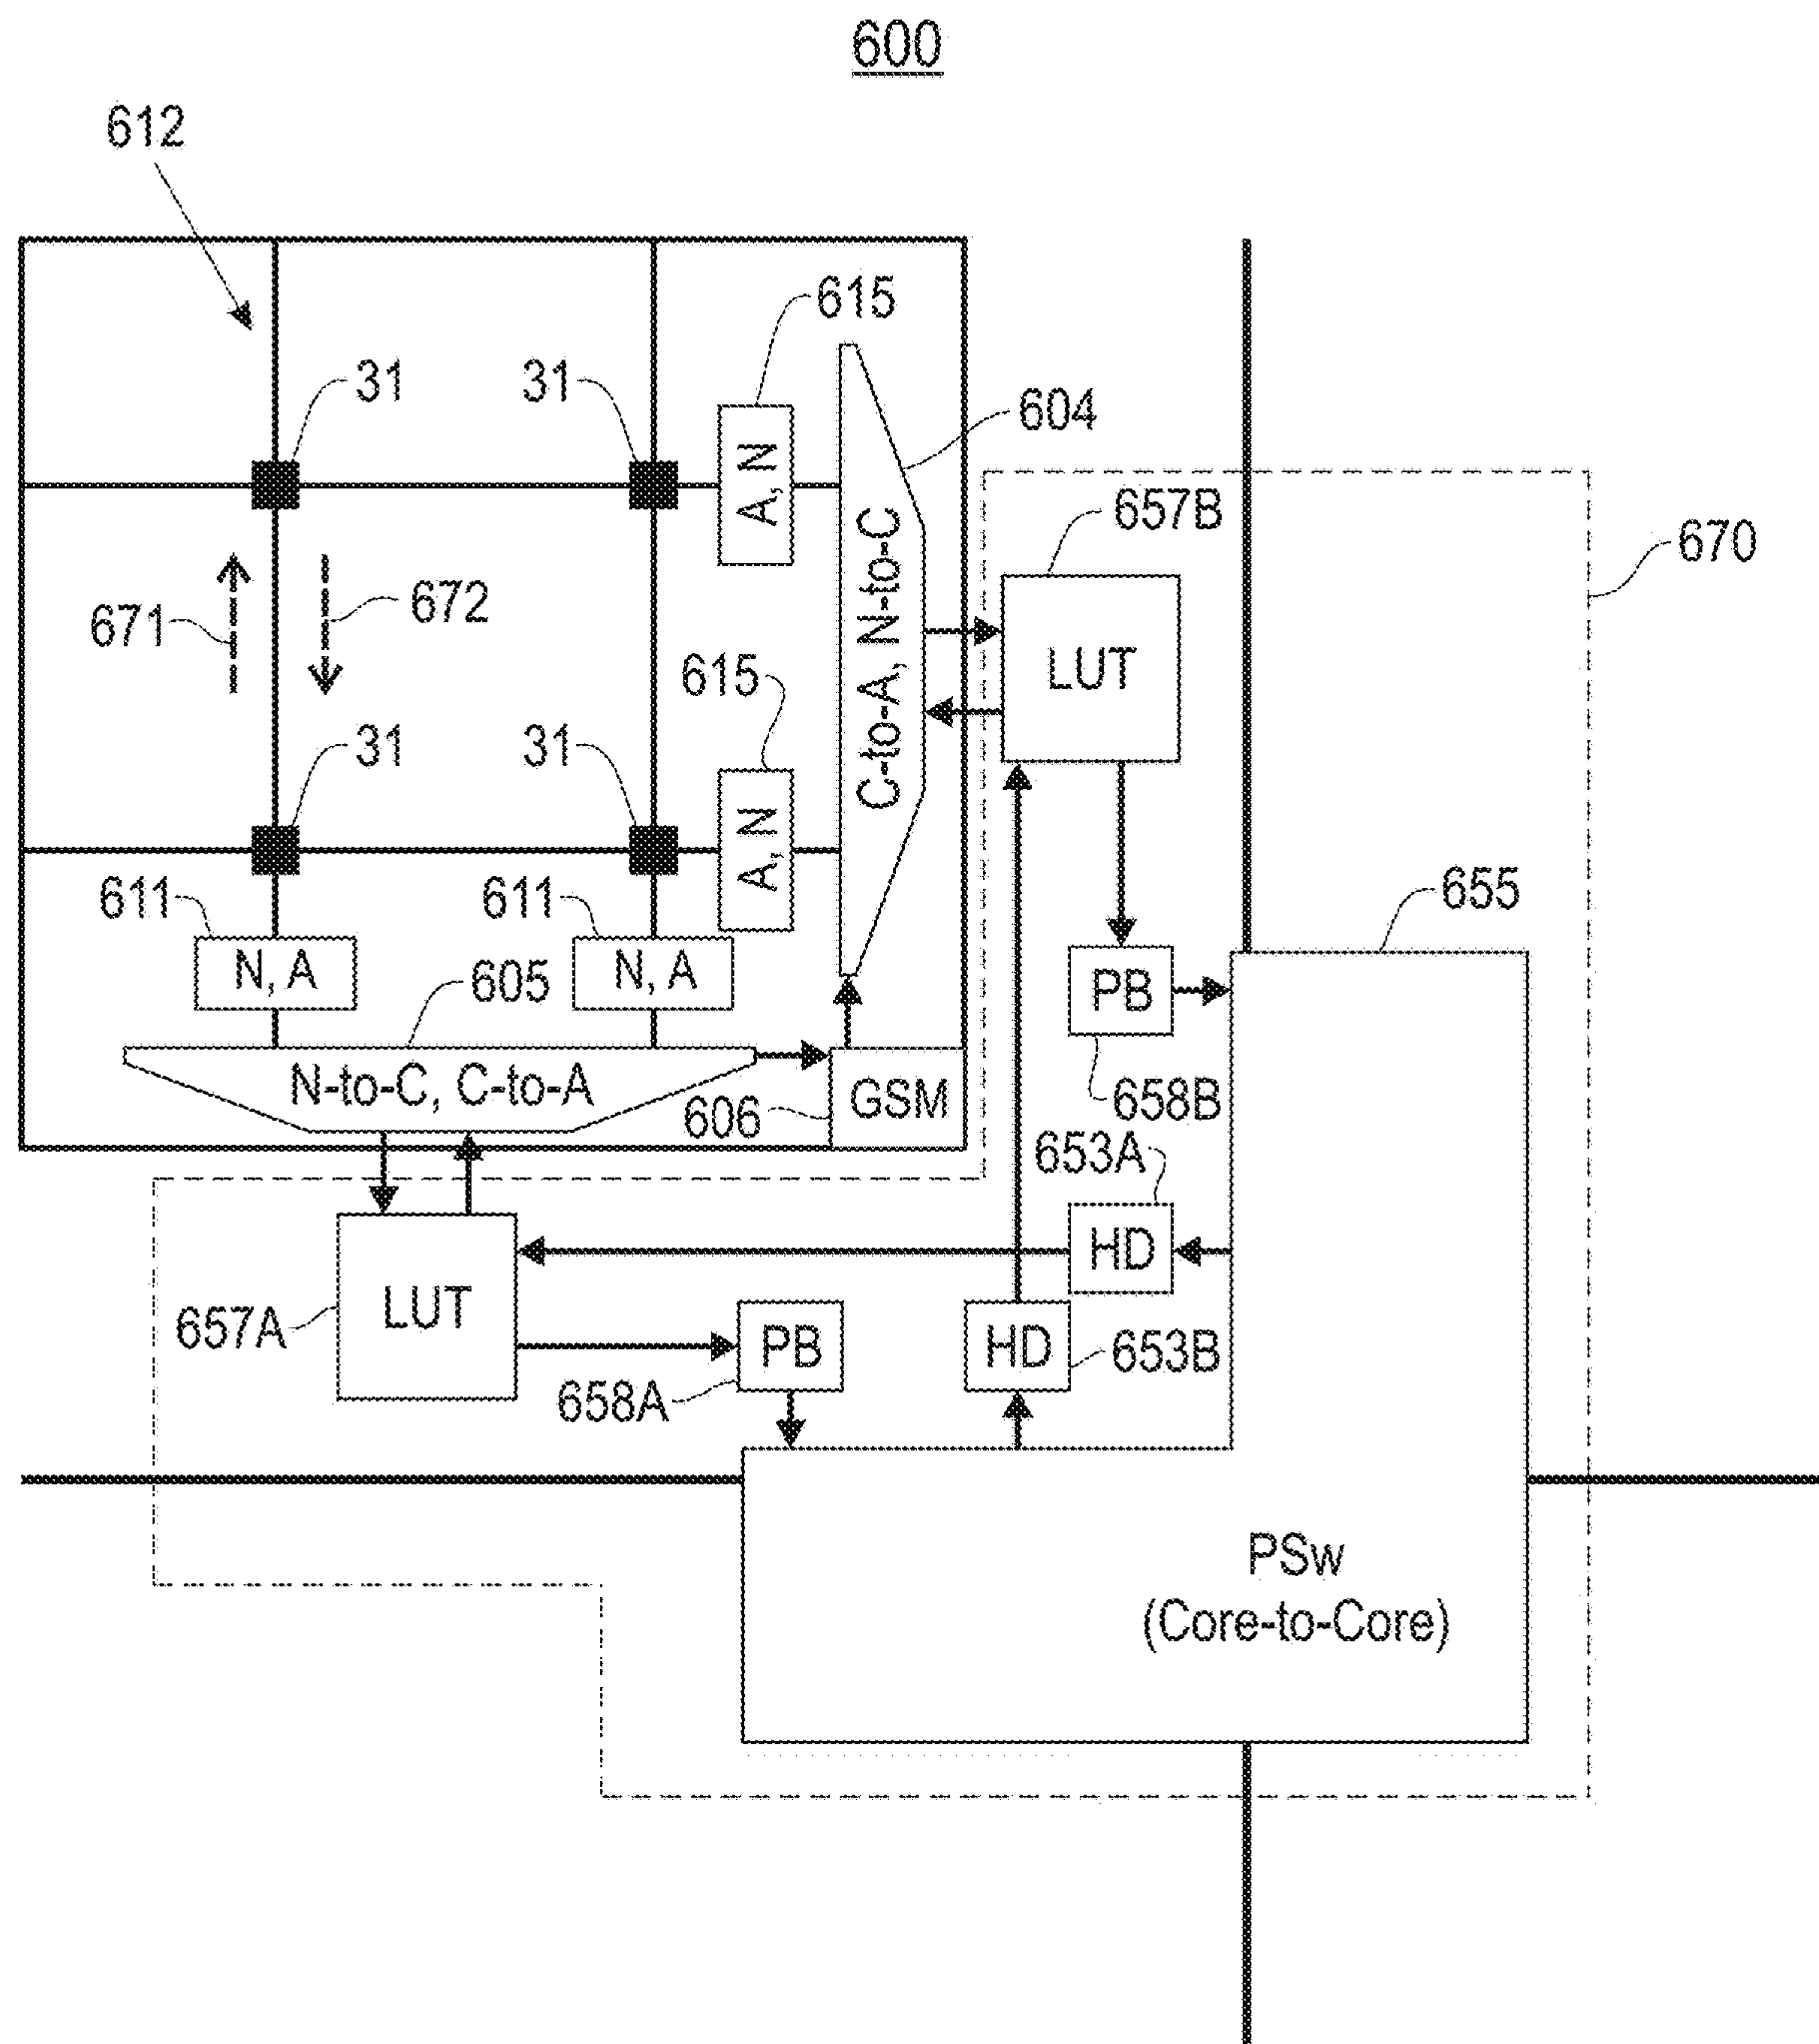 600
612
615
31
31
604
A, N
657B
670
C-to-A, N-to-C
671
672
LUT
615
31
31
A, N
611
611
655
N, A
N, A
605
PB
N-to-C, C-to-A
606
GSM
658B
653A
HD
LUT
657A
PB
HD
653B
658A
PSw
(Core-to-Core)